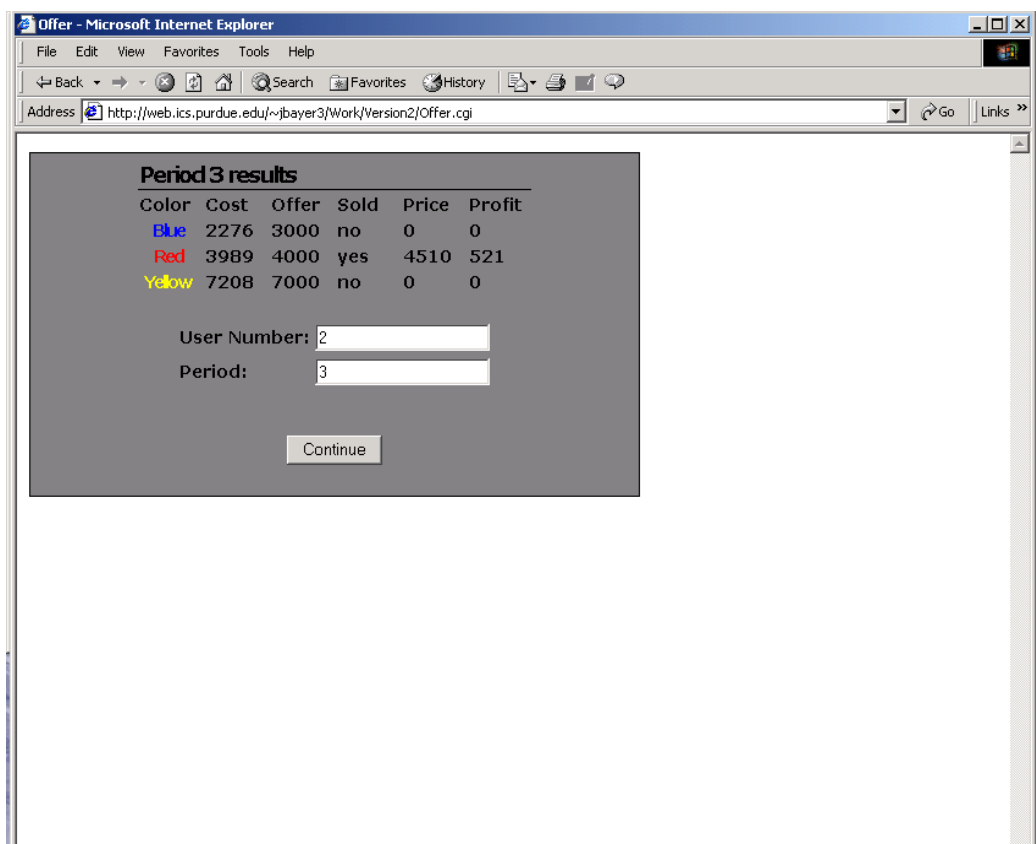 Offer - Microsoft Internet Explorer
File Edit View Favorites Tools Help
Back Search Favorites History
Address http://web.ics.purdue.edu/~jbayer3/Work/Version2/Offer.cgi Go Links »
Period 3 results
Color Cost Offer Sold Price Profit
Blue 2276 3000 no 0 0
Red 3989 4000 yes 4510 521
Yellow 7208 7000 no 0 0
User Number: 2
Period: 3
Continue